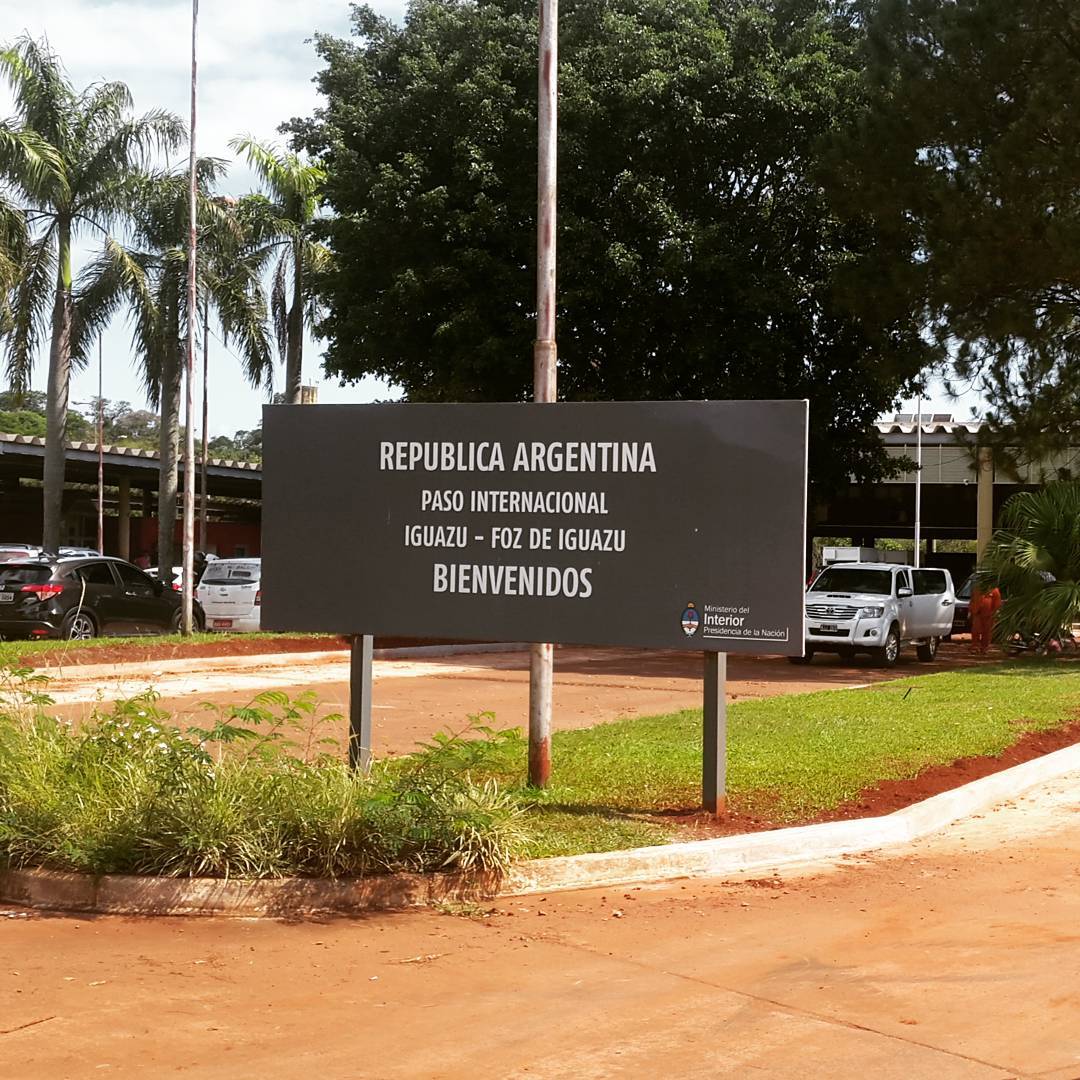 REPUBLICA ARGENTINA
PASO INTERNACIONAL
IGUAZU - FOZ DE IGUAZU
BIENVENIDOS
Ministerio del
Interior
Presidencia de la Nación